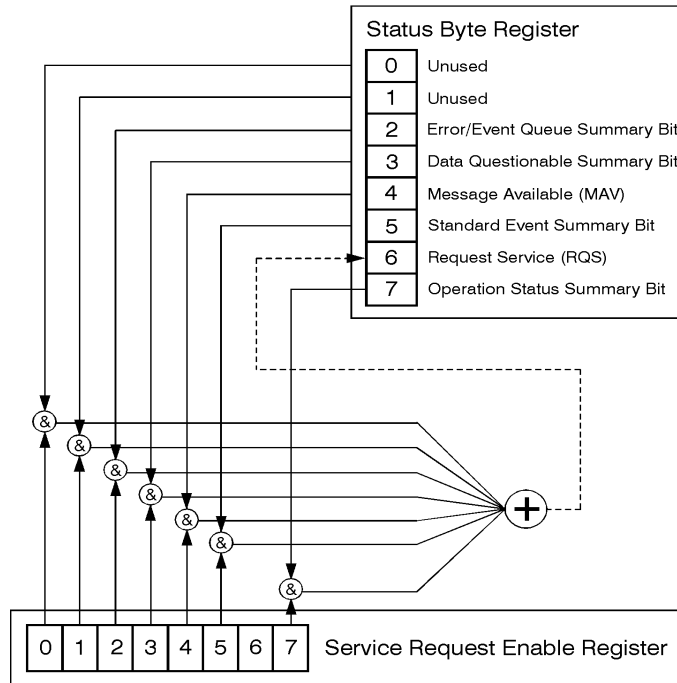 Status Byte Register
0 Unused
1 Unused
2 Error/Event Queue Summary Bit
3 Data Questionable Summary Bit
4 Message Available (MAV)
5 Standard Event Summary Bit
6 Request Service (RQS)
7 Operation Status Summary Bit
&
&
&
&
&
&
&
+
0 1 2 3 4 5 6 7 Service Request Enable Register